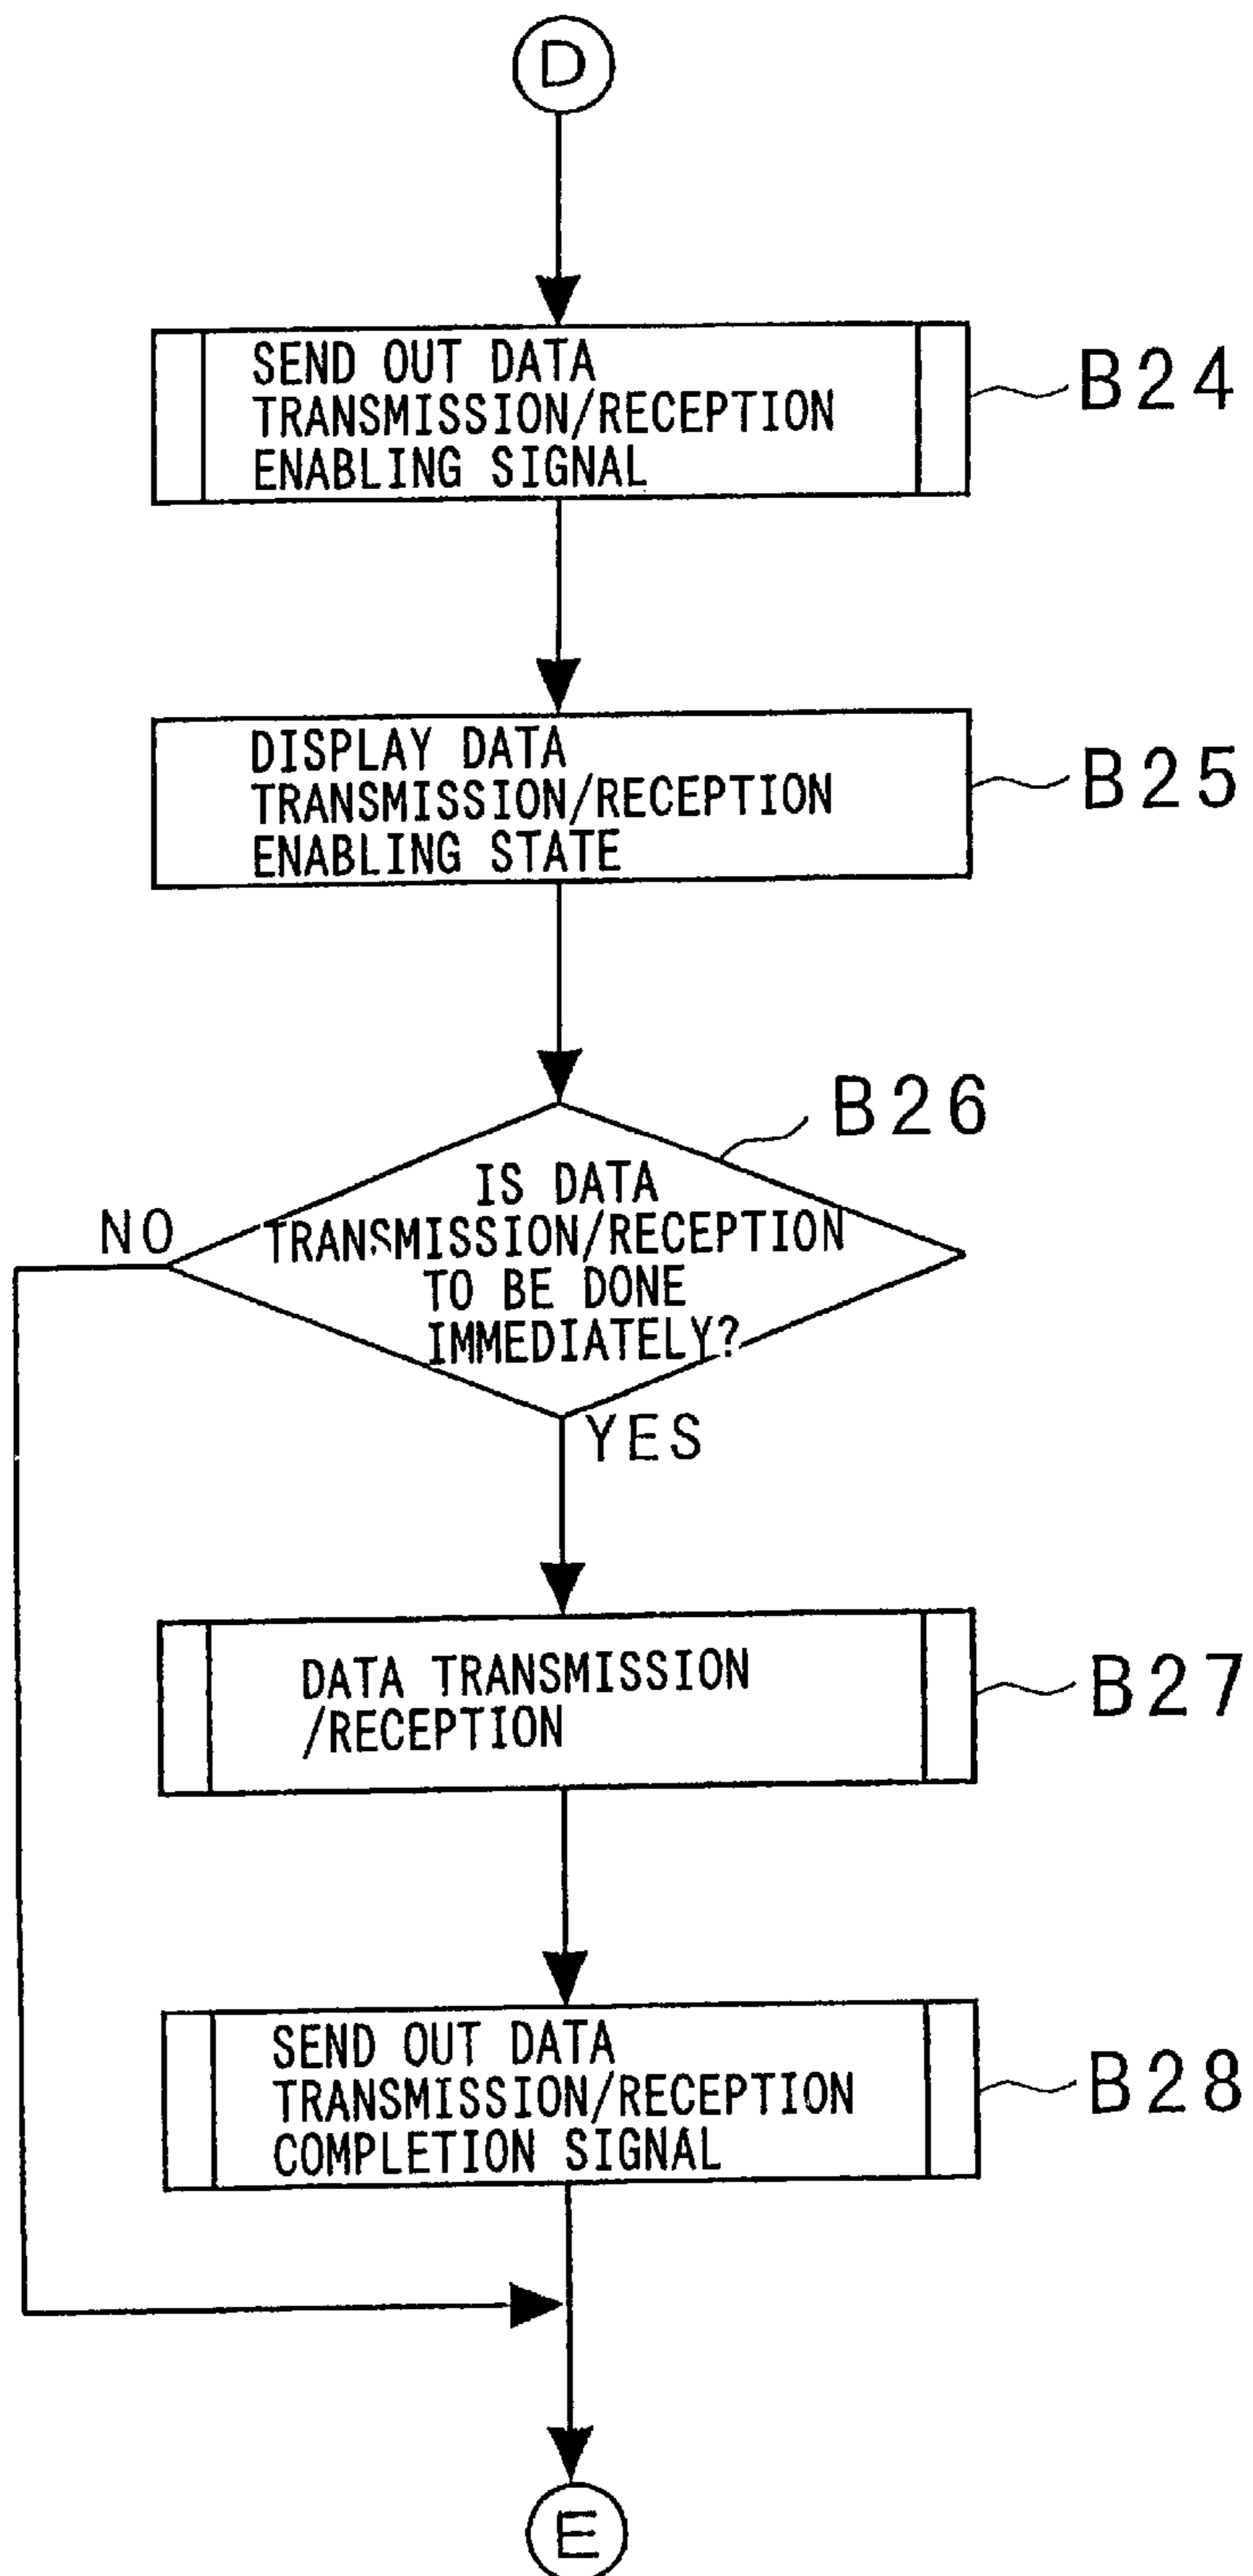 D
SEND OUT DATA
TRANSMISSION/RECEPTION
ENABLING SIGNAL
B24
DISPLAY DATA
TRANSMISSION/RECEPTION
ENABLING STATE
B25
B26
IS DATA
TRANSMISSION/RECEPTION
TO BE DONE
IMMEDIATELY?
NO
YES
DATA TRANSMISSION
/RECEPTION
B27
SEND OUT DATA
TRANSMISSION/RECEPTION
COMPLETION SIGNAL
B28
E